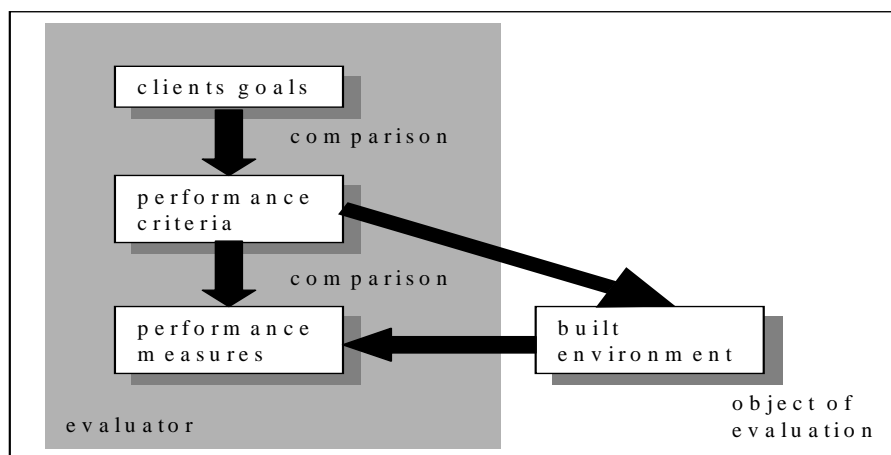 clients goals
comparison
performance
criteria
comparison
performance
measures
built
environment
evaluator
object of
evaluation